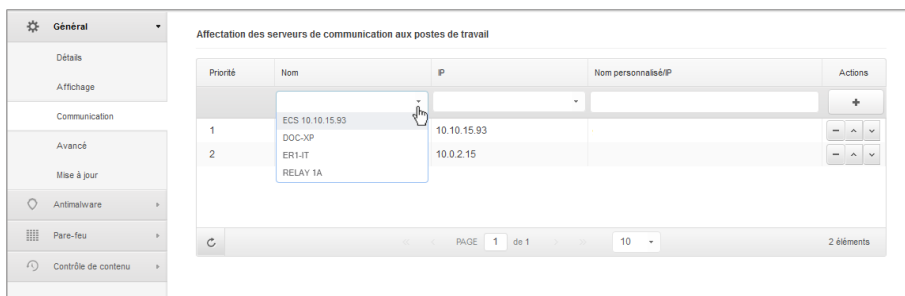 Général
Affectation des serveurs de communication aux postes de travail
Détails
Affichage
Communication
Avancé
Mise à jour
Antimalware
Pare-feu
Contrôle de contenu
Priorité Nom IP Nom personnalisé/IP Actions
ECS 10.10.15.93
DOC-XP
ER1-IT
RELAY 1A
1 10.10.15.93
2 10.0.2.15
PAGE 1 de 1 10 2 éléments